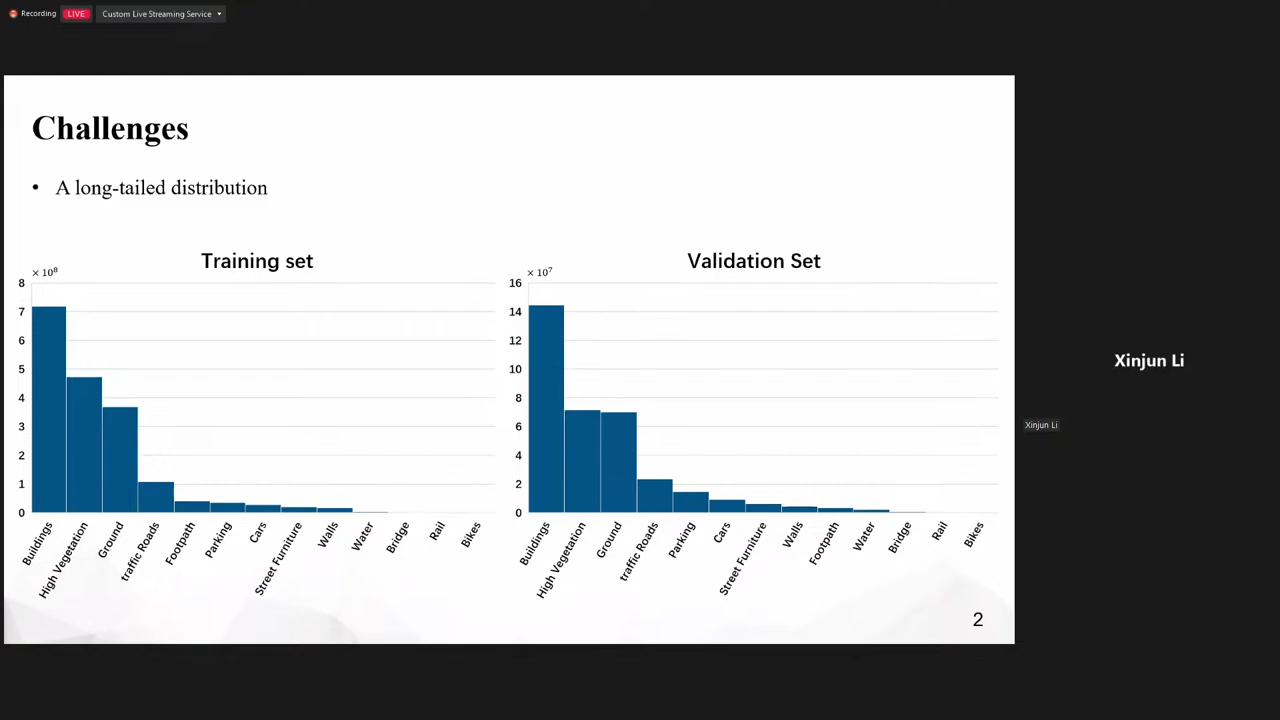 Recording
LIVE
Custom Live Streaming Service
Challenges
• A long-tailed distribution
Training set
× 10⁸
8
7
6
5
4
3
2
1
0
Buildings
High Vegetation
Ground
traffic Roads
Footpath
Parking
Cars
Street Furniture
Walls
Water
Bridge
Rail
Bikes
Validation Set
× 10⁷
16
14
12
10
8
6
4
2
0
Buildings
High Vegetation
Ground
traffic Roads
Parking
Cars
Street Furniture
Walls
Footpath
Water
Bridge
Rail
Bikes
2
Xinjun Li
Xinjun Li